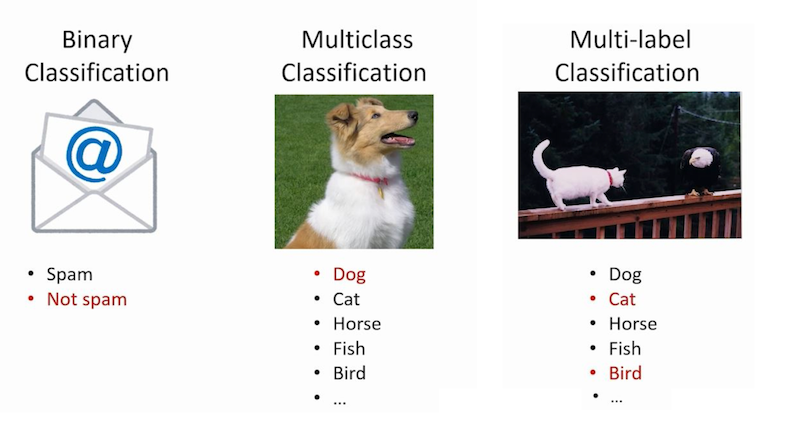 Binary
Classification
@
• Spam
• Not spam
Multiclass
Classification
• Dog
• Cat
• Horse
• Fish
• Bird
• ...
Multi-label
Classification
• Dog
• Cat
• Horse
• Fish
• Bird
• ...